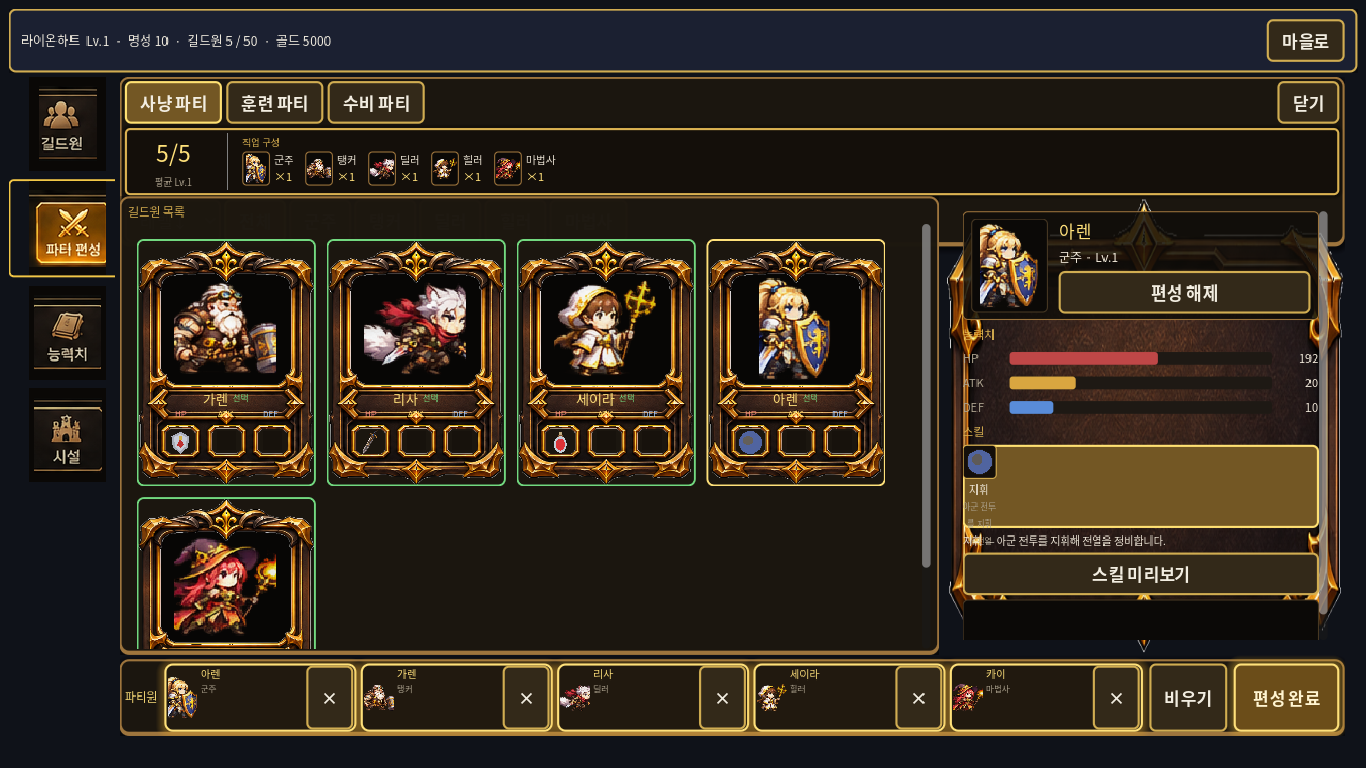 라이온하트 Lv.1 - 명성 10 · 길드원 5 / 50 · 골드 5000
마을로
길드원
파티 편성
능력치
시설
사냥 파티
훈련 파티
수비 파티
닫기
5/5
평균 Lv.1
직업 구성
군주
×1
탱커
×1
딜러
×1
힐러
×1
마법사
×1
길드원 목록
가렌 선택
HP
DEF
리사 선택
HP
DEF
세이라 선택
HP
DEF
아렌 선택
HP
DEF
아렌
군주 - Lv.1
편성 해제
능력치
HP
192
ATK
20
DEF
10
스킬
지휘
아군 전투를 지휘해 전열을 정비합니다.
스킬 미리보기
파티원
아렌
군주
×
가렌
탱커
×
리사
딜러
×
세이라
힐러
×
카이
마법사
×
비우기
편성 완료